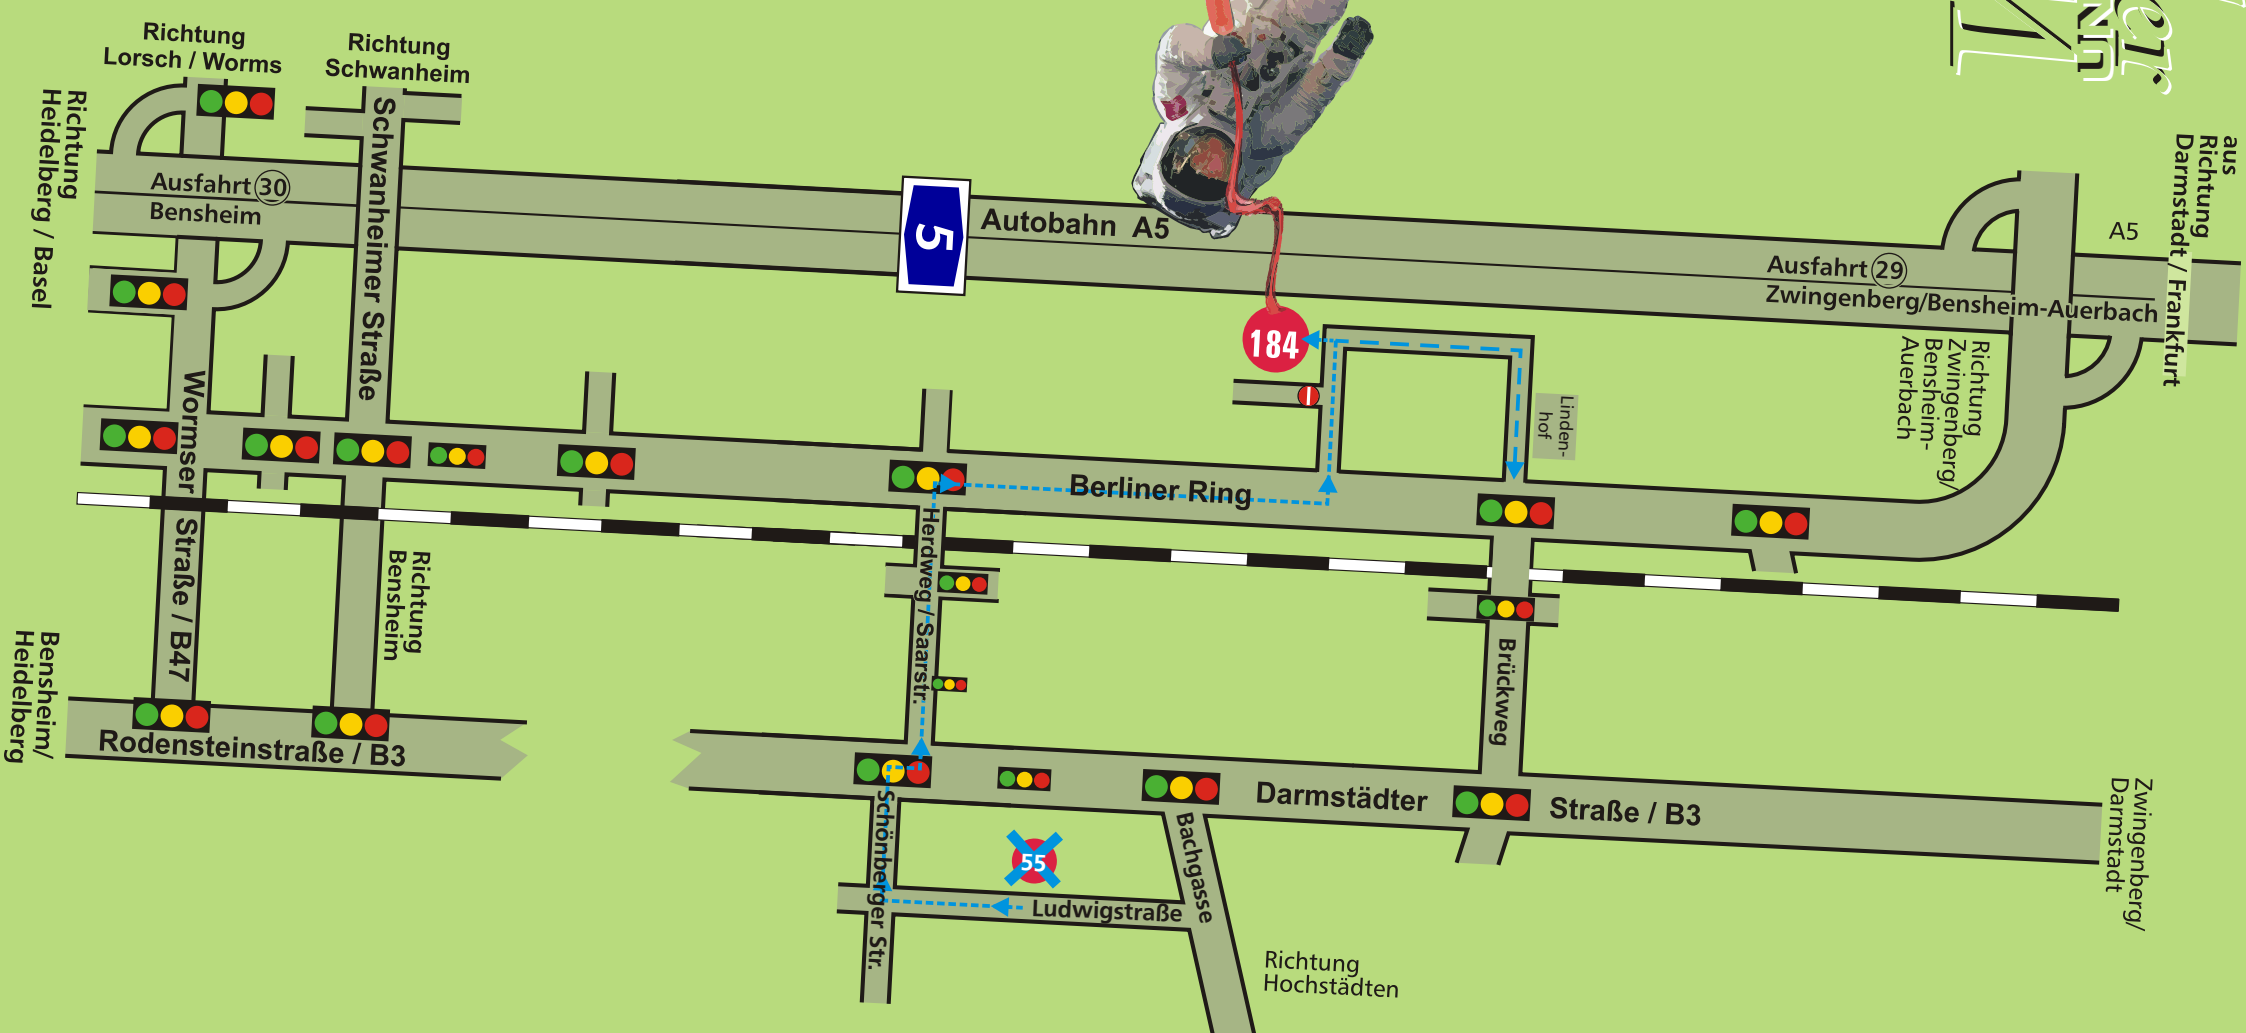 Richtung
Lorsch / Worms
Richtung
Schwanheim
Richtung
Heidelberg / Basel
Ausfahrt 30
Bensheim
Schwanheimer Straße
5
Autobahn A5
184
Ausfahrt 29
Zwingenberg/Bensheim-Auerbach
A5
aus
Richtung
Darmstadt / Frankfurt
Richtung
Zwingenberg/
Bensheim-
Auerbach
Linden-
hof
Wormser Straße / B47
Berliner Ring
Richtung
Bensheim
Herdweg / Saarstr.
Brückweg
Bensheim/
Heidelberg
Rodensteinstraße / B3
Darmstädter Straße / B3
Zwingenberg/
Darmstadt
Schönberger Str.
55
Bachgasse
Ludwigstraße
Richtung
Hochstädten